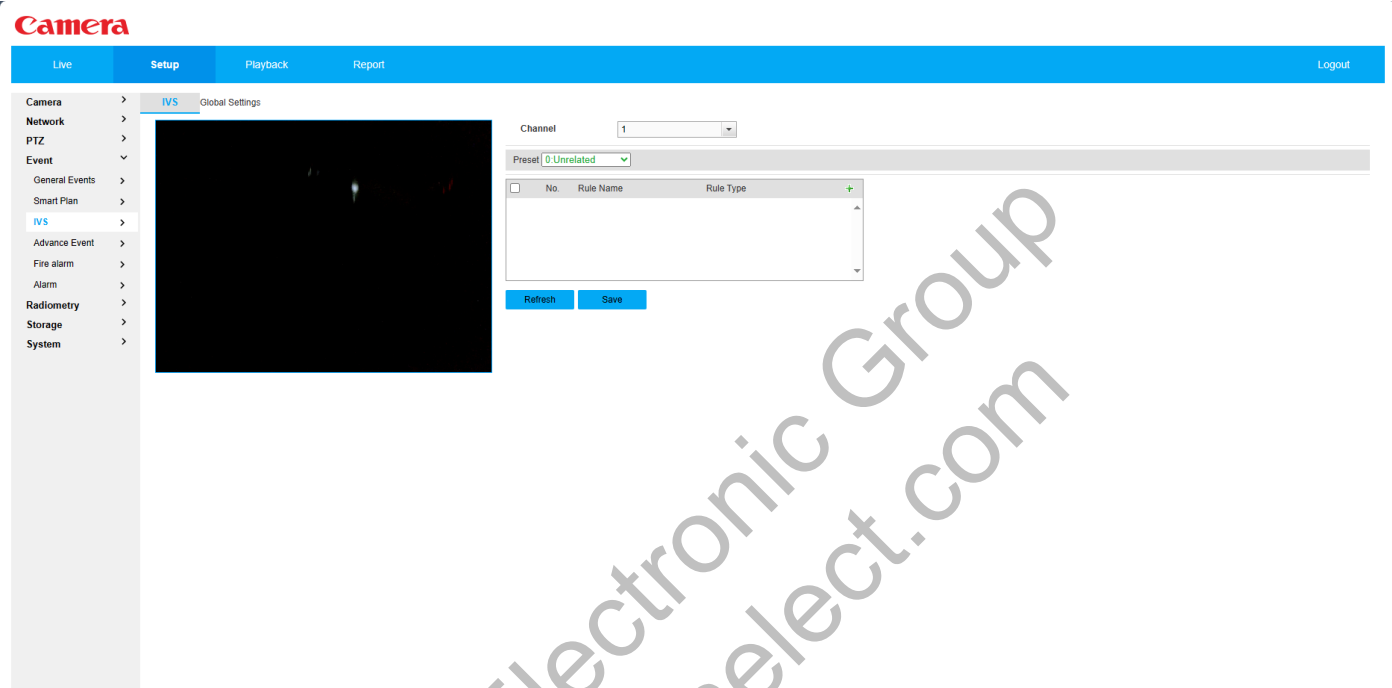 Camera
Live Setup Playback Report Logout
Camera
Network
PTZ
Event
General Events
Smart Plan
IVS
Advance Event
Fire alarm
Alarm
Radiometry
Storage
System
IVS Global Settings
Channel 1
Preset 0:Unrelated
No. Rule Name Rule Type
Refresh Save
lectronic Group
elect.com